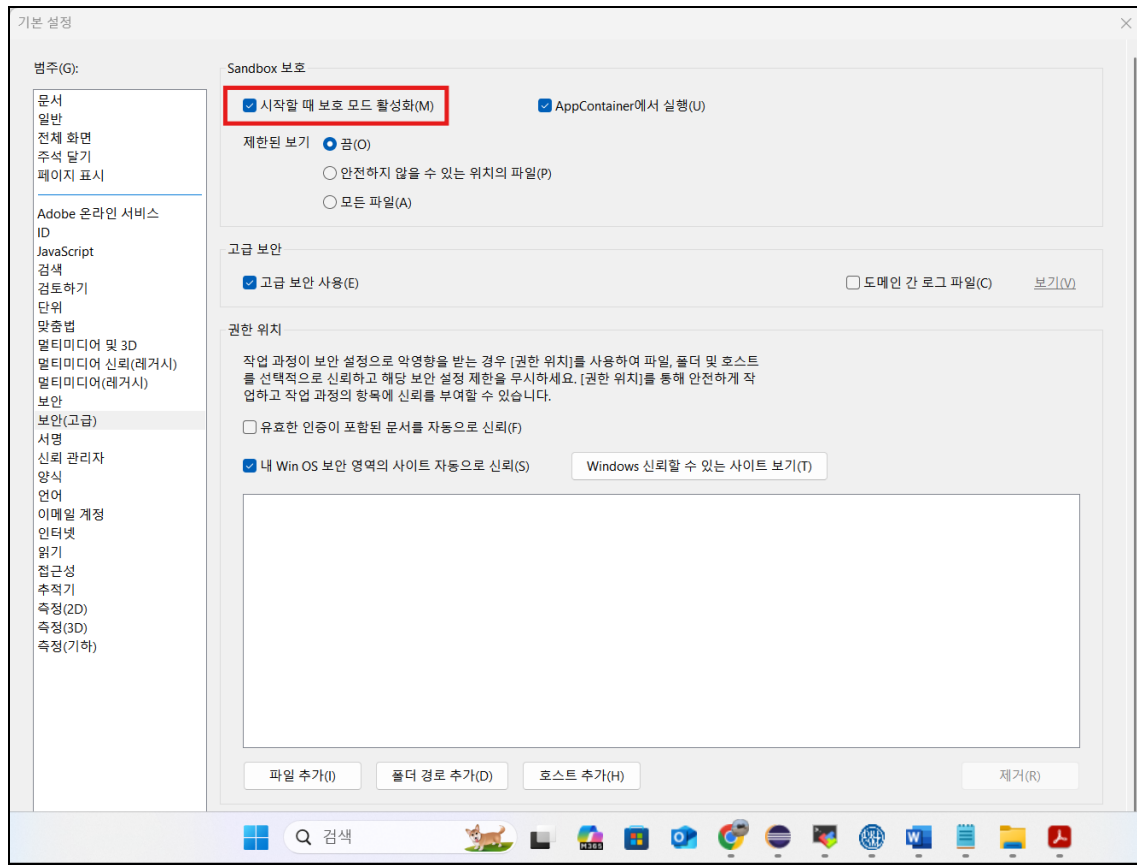 기본 설정
범주(G):
문서
일반
전체 화면
주석 달기
페이지 표시
Adobe 온라인 서비스
ID
JavaScript
검색
검토하기
단위
맞춤법
멀티미디어 및 3D
멀티미디어 신뢰(레거시)
멀티미디어(레거시)
보안
보안(고급)
서명
신뢰 관리자
양식
언어
이메일 계정
인터넷
읽기
접근성
추적기
측정(2D)
측정(3D)
측정(기하)
Sandbox 보호
시작할 때 보호 모드 활성화(M)
AppContainer에서 실행(U)
제한된 보기
끔(O)
안전하지 않을 수 있는 위치의 파일(P)
모든 파일(A)
고급 보안
고급 보안 사용(E)
도메인 간 로그 파일(C)
보기(V)
권한 위치
작업 과정이 보안 설정으로 악영향을 받는 경우 [권한 위치]를 사용하여 파일, 폴더 및 호스트
를 선택적으로 신뢰하고 해당 보안 설정 제한을 무시하세요. [권한 위치]를 통해 안전하게 작
업하고 작업 과정의 항목에 신뢰를 부여할 수 있습니다.
유효한 인증이 포함된 문서를 자동으로 신뢰(F)
내 Win OS 보안 영역의 사이트 자동으로 신뢰(S)
Windows 신뢰할 수 있는 사이트 보기(T)
파일 추가(I)
폴더 경로 추가(D)
호스트 추가(H)
제거(R)
검색
M365